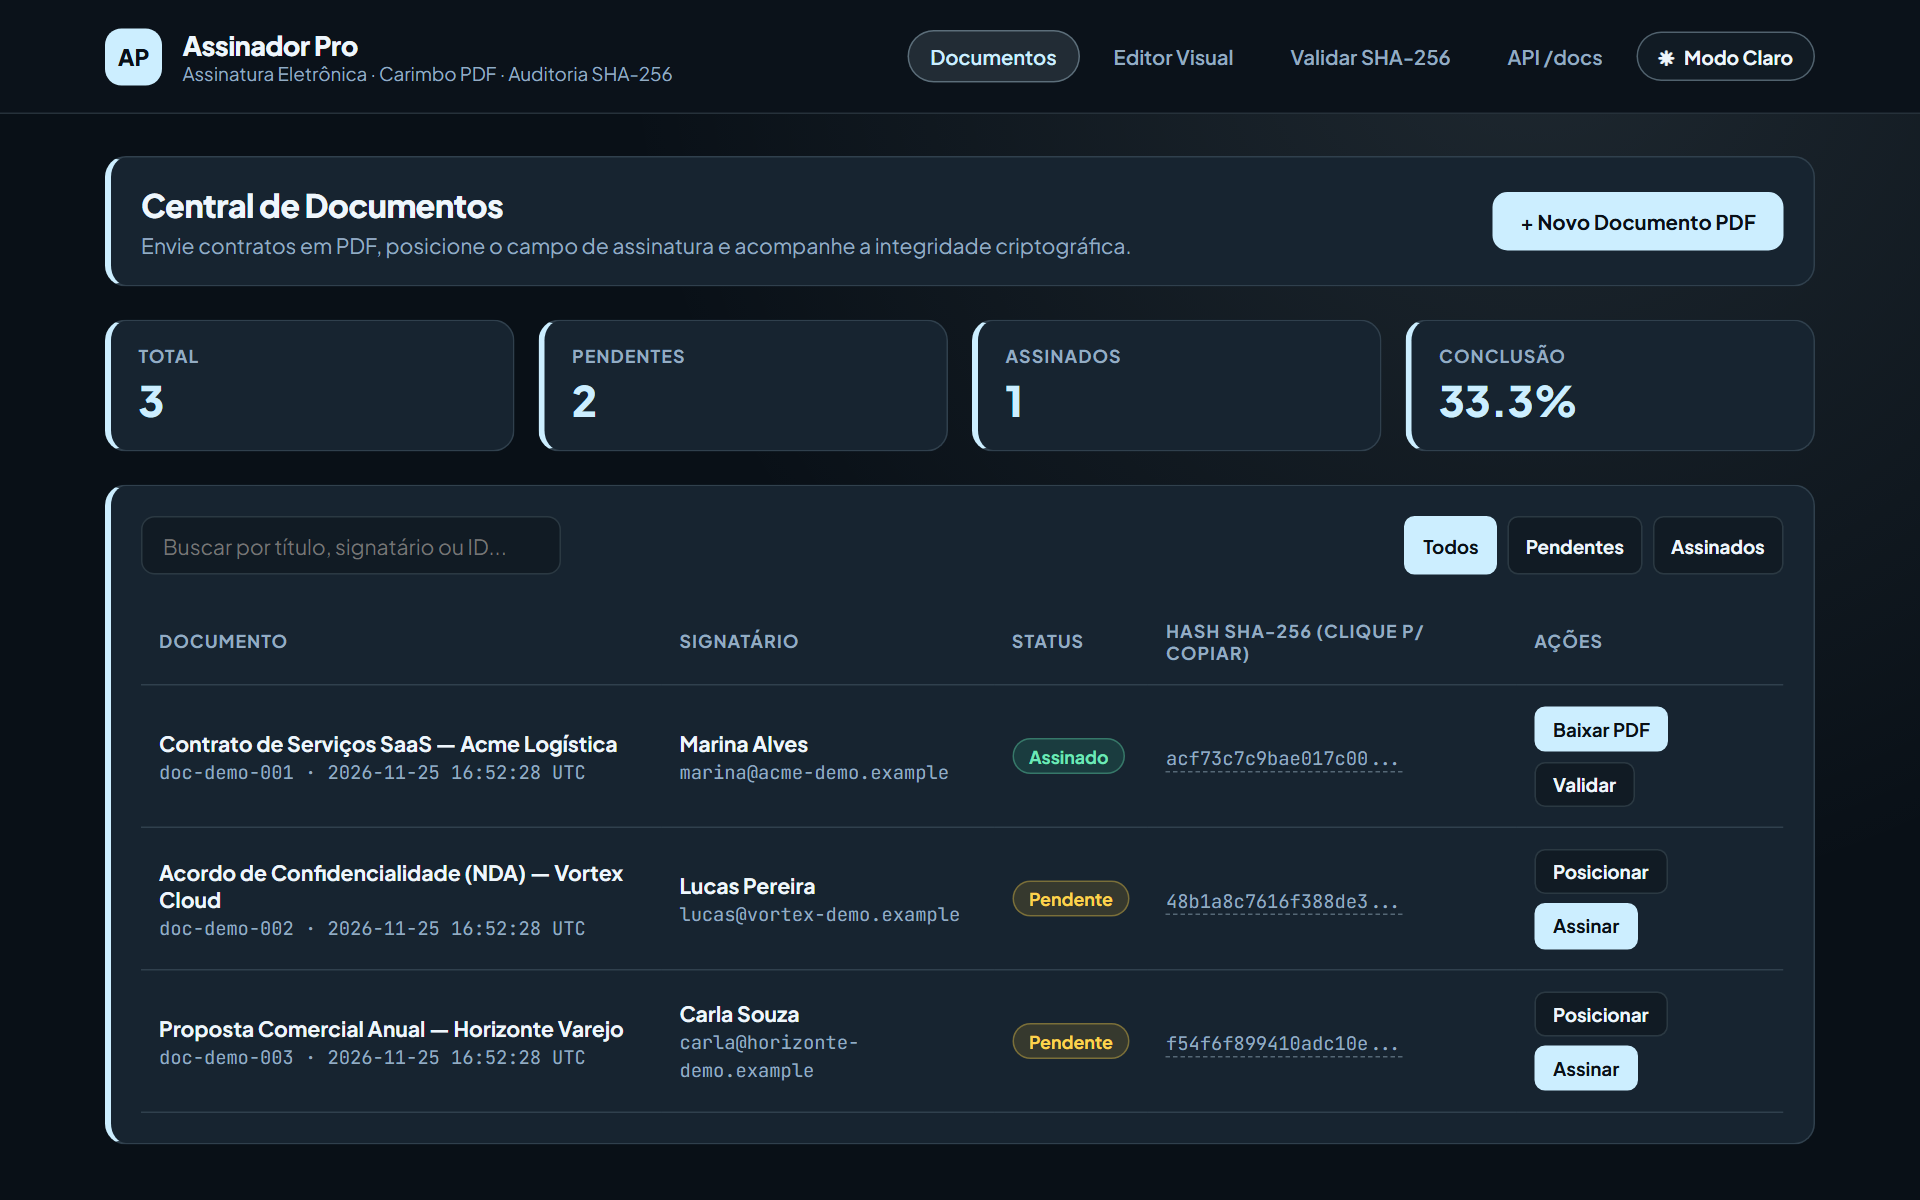 AP
Assinador Pro
Assinatura Eletrônica · Carimbo PDF · Auditoria SHA-256
Documentos
Editor Visual
Validar SHA-256
API /docs
Modo Claro
Central de Documentos
Envie contratos em PDF, posicione o campo de assinatura e acompanhe a integridade criptográfica.
+ Novo Documento PDF
TOTAL
3
PENDENTES
2
ASSINADOS
1
CONCLUSÃO
33.3%
Buscar por título, signatário ou ID...
Todos
Pendentes
Assinados
DOCUMENTO
SIGNATÁRIO
STATUS
HASH SHA-256 (CLIQUE P/
COPIAR)
AÇÕES
Contrato de Serviços SaaS — Acme Logística
doc-demo-001 · 2026-11-25 16:52:28 UTC
Marina Alves
marina@acme-demo.example
Assinado
acf73c7c9bae017c00...
Baixar PDF
Validar
Acordo de Confidencialidade (NDA) — Vortex
Cloud
doc-demo-002 · 2026-11-25 16:52:28 UTC
Lucas Pereira
lucas@vortex-demo.example
Pendente
48b1a8c7616f388de3...
Posicionar
Assinar
Proposta Comercial Anual — Horizonte Varejo
doc-demo-003 · 2026-11-25 16:52:28 UTC
Carla Souza
carla@horizonte-
demo.example
Pendente
f54f6f899410adc10e...
Posicionar
Assinar